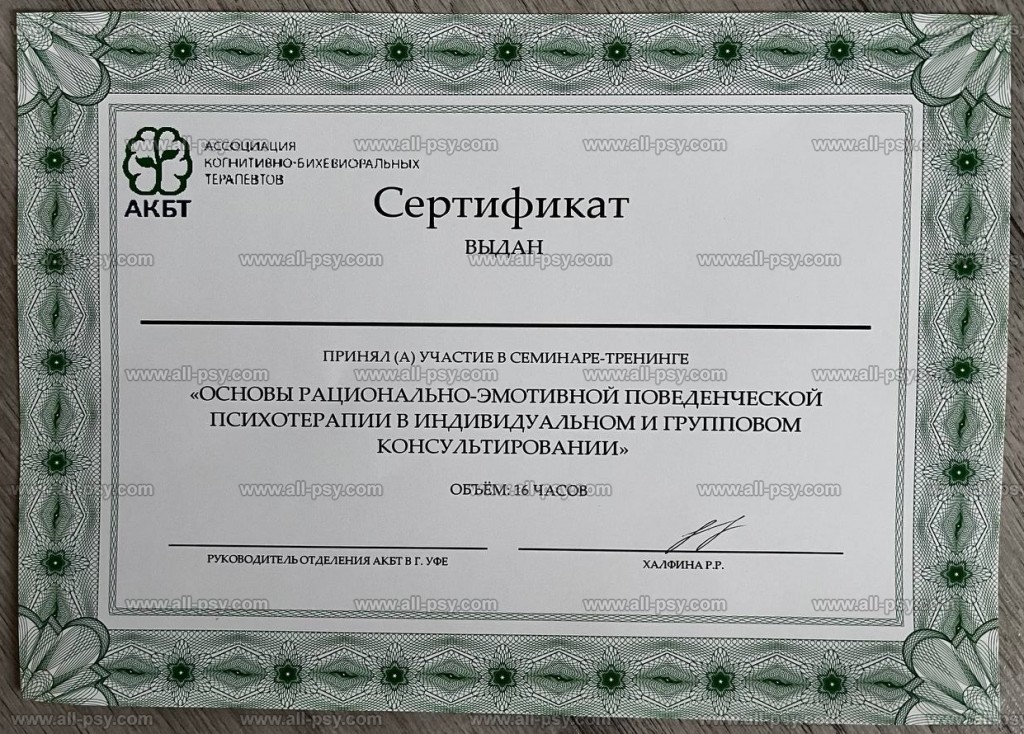 АССОЦИАЦИЯ
КОГНИТИВНО-БИХЕВИОРАЛЬНЫХ
ТЕРАПЕВТОВ
АКБТ
Сертификат
ВЫДАН
ПРИНЯЛ (А) УЧАСТИЕ В СЕМИНАРЕ-ТРЕНИНГЕ
«ОСНОВЫ РАЦИОНАЛЬНО-ЭМОТИВНОЙ ПОВЕДЕНЧЕСКОЙ
ПСИХОТЕРАПИИ В ИНДИВИДУАЛЬНОМ И ГРУППОВОМ
КОНСУЛЬТИРОВАНИИ»
ОБЪЁМ: 16 ЧАСОВ
РУКОВОДИТЕЛЬ ОТДЕЛЕНИЯ АКБТ В Г. УФЕ
ХАЛФИНА Р.Р.
www.all-psy.com